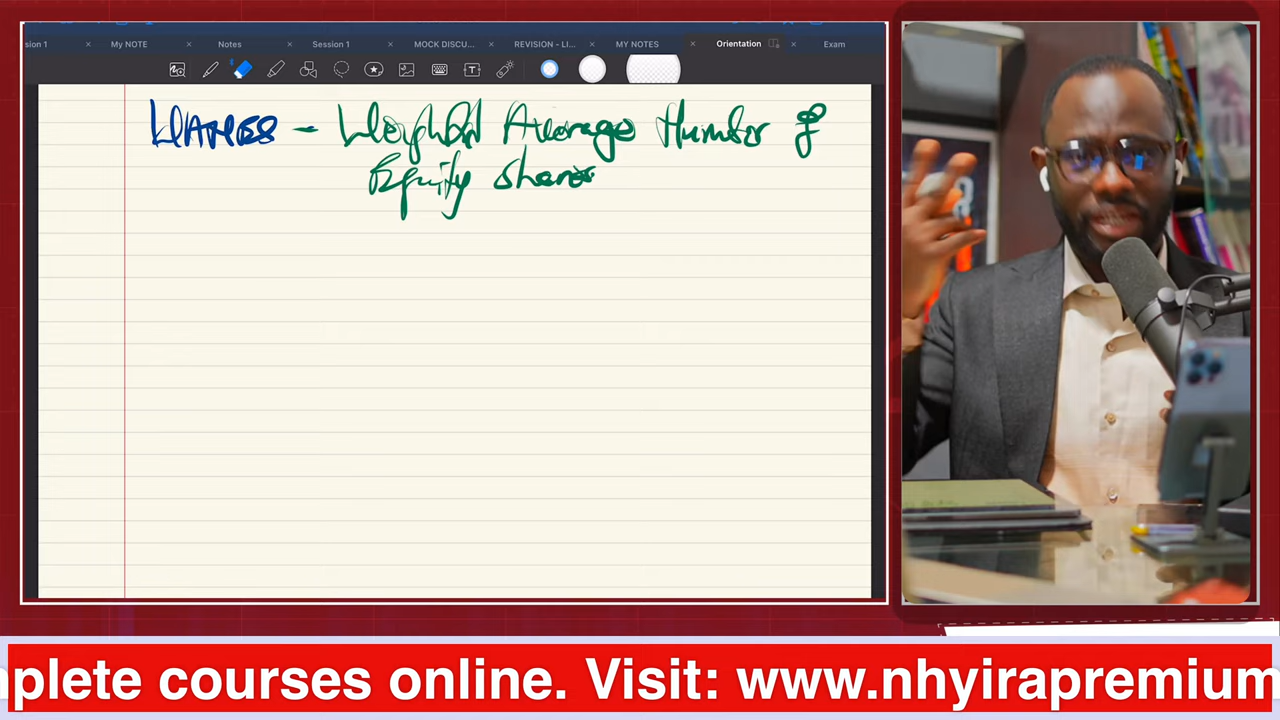 sion 1
My NOTE
Notes
Session 1
MOCK DISCU...
REVISION - LI...
MY NOTES
Orientation
Exam
WANES - Weighted Average Number of
Equity shares
mplete courses online. Visit: www.nhyirapremium